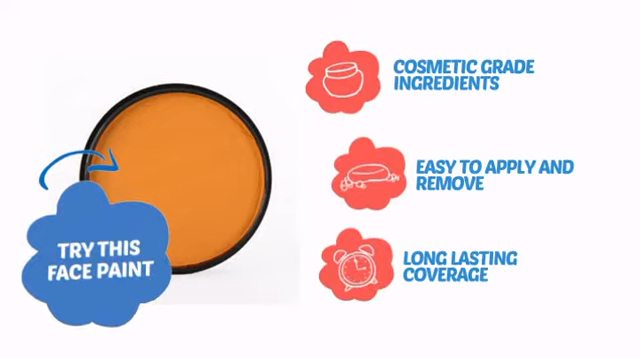 COSMETIC GRADE
INGREDIENTS
EASY TO APPLY AND
REMOVE
LONG LASTING
COVERAGE
TRY THIS
FACE PAINT